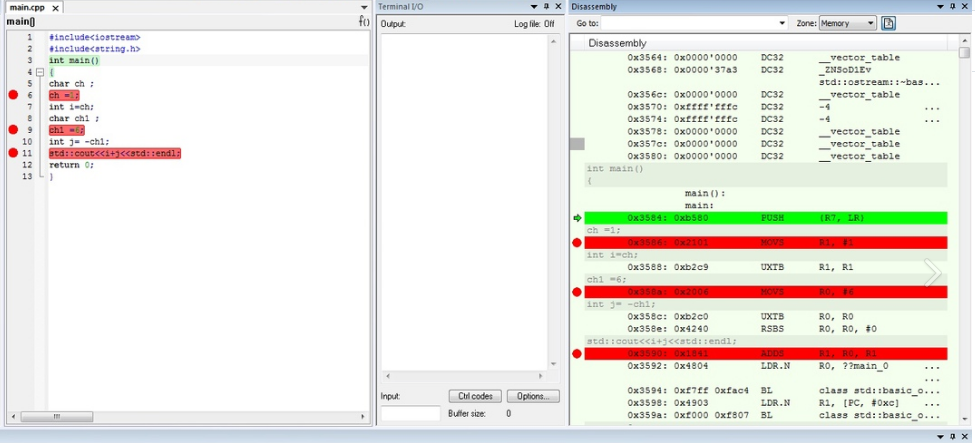 main.cpp x
main()
f()
1 #include<iostream>
2 #include<string.h>
3 int main()
4 {
5 char ch ;
6 ch =1;
7 int i=ch;
8 char ch1 ;
9 ch1 =6;
10 int j= -ch1;
11 std::cout<<i+j<<std::endl;
12 return 0;
13 }
Terminal I/O
Output: Log file: Off
Input: Ctrl codes Options...
Buffer size: 0
Disassembly
Go to: Zone: Memory
Disassembly
0x3564: 0x0000'0000 DC32 __vector_table
0x3568: 0x0000'37a3 DC32 _ZNSoD1Ev
std::ostream::~bas...
0x356c: 0x0000'0000 DC32 __vector_table
0x3570: 0xffff'fffc DC32 -4 ...
0x3574: 0xffff'fffc DC32 -4 ...
0x3578: 0x0000'0000 DC32 __vector_table
0x357c: 0x0000'0000 DC32 __vector_table
0x3580: 0x0000'0000 DC32 __vector_table
int main()
{
main():
main:
0x3584: 0xb580 PUSH {R7, LR}
ch =1;
0x3586: 0x2101 MOVS R1, #1
int i=ch;
0x3588: 0xb2c9 UXTB R1, R1
ch1 =6;
0x358a: 0x2006 MOVS R0, #6
int j= -ch1;
0x358c: 0xb2c0 UXTB R0, R0
0x358e: 0x4240 RSBS R0, R0, #0
std::cout<<i+j<<std::endl;
0x3590: 0x1841 ADDS R1, R0, R1
0x3592: 0x4804 LDR.N R0, ??main_0 ...
...
0x3594: 0xf7ff 0xfac4 BL class std::basic_o...
0x3598: 0x4903 LDR.N R1, [PC, #0xc] ...
0x359a: 0xf000 0xf807 BL class std::basic_o...